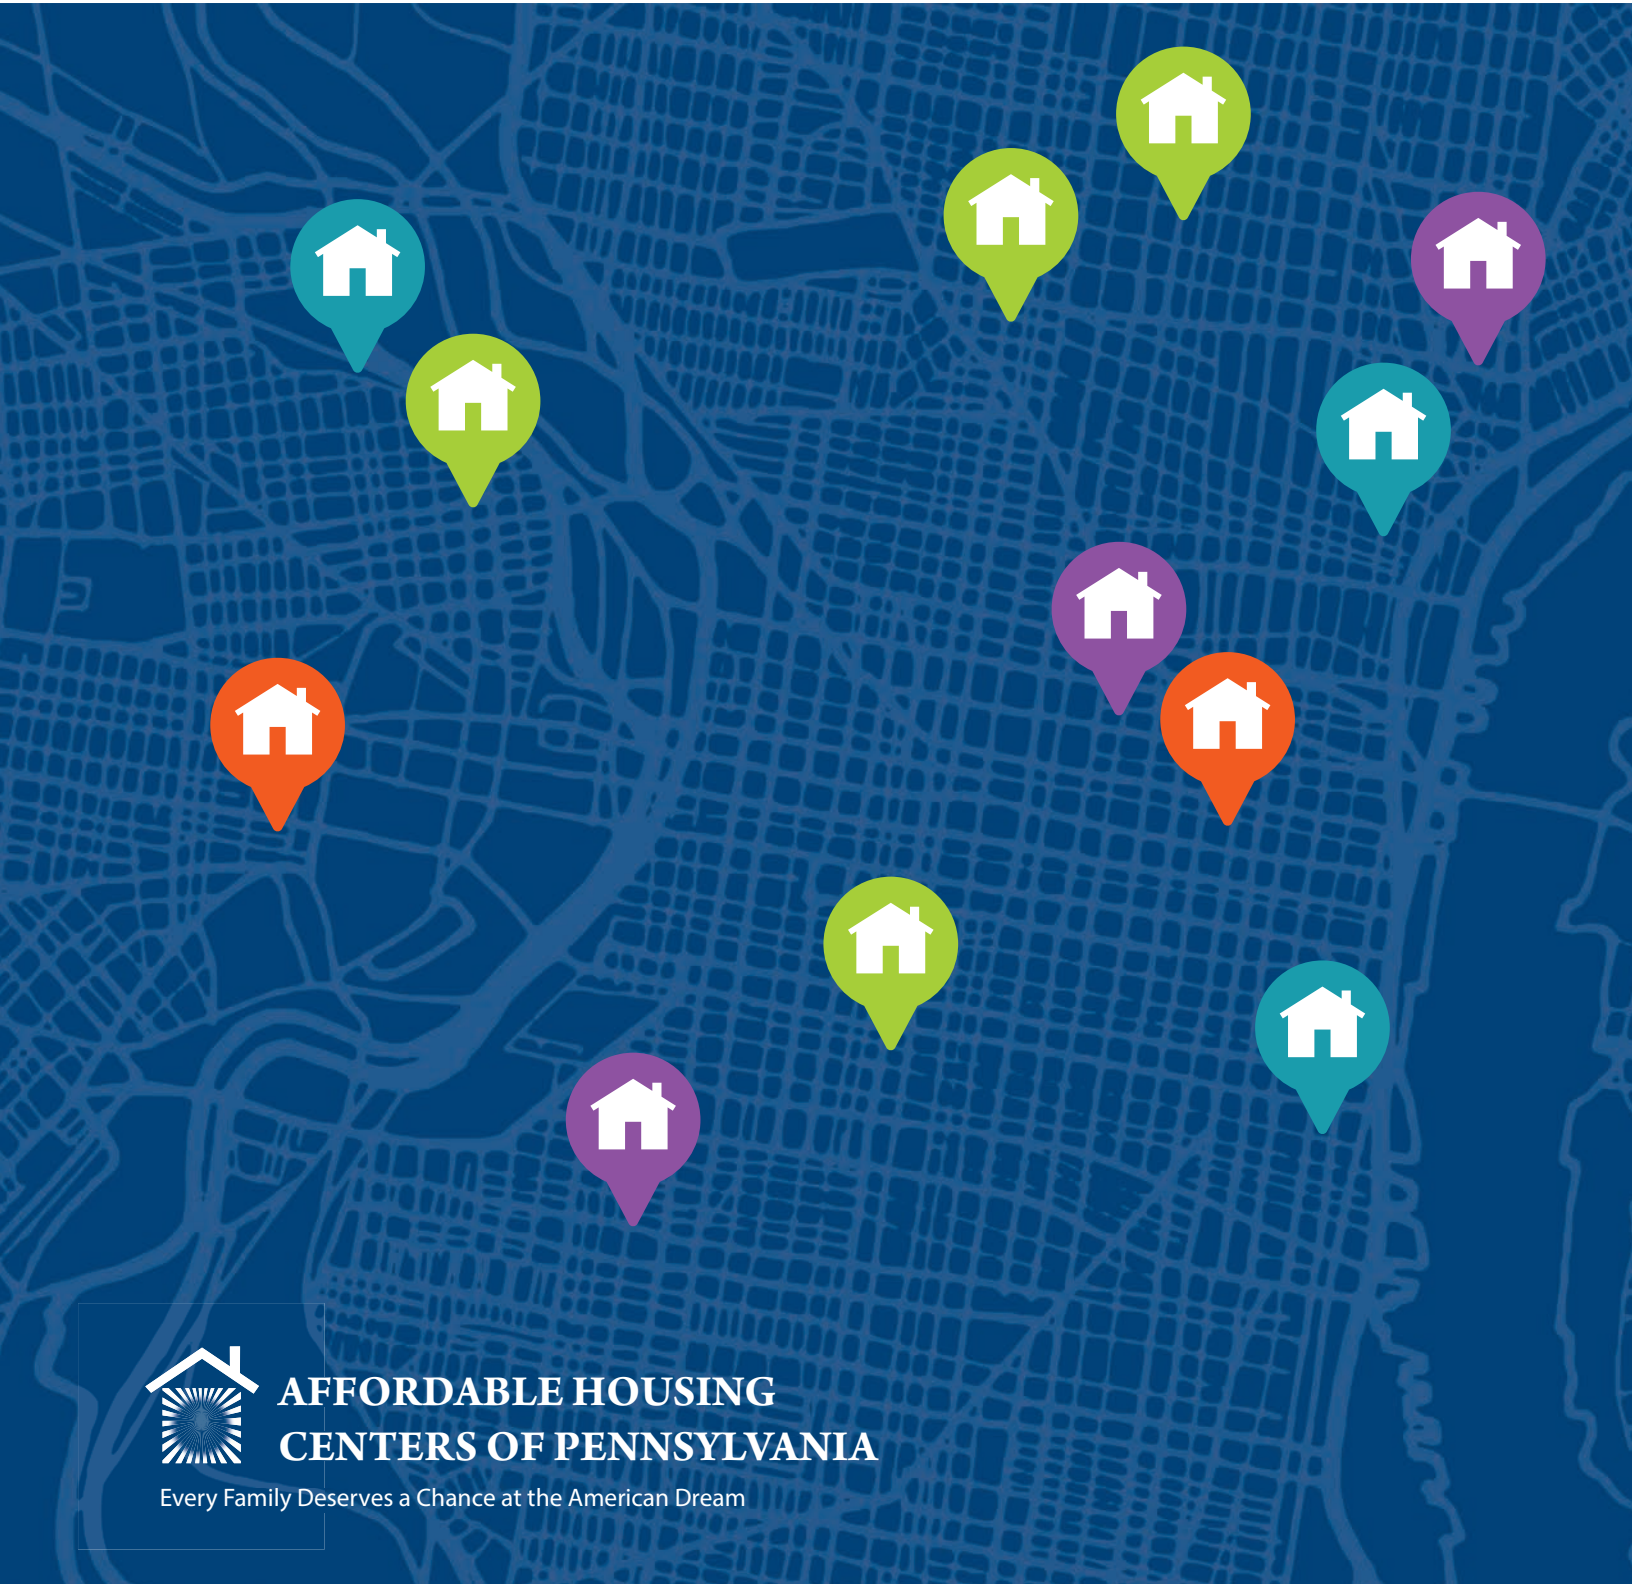 AFFORDABLE HOUSING
CENTERS OF PENNSYLVANIA
Every Family Deserves a Chance at the American Dream